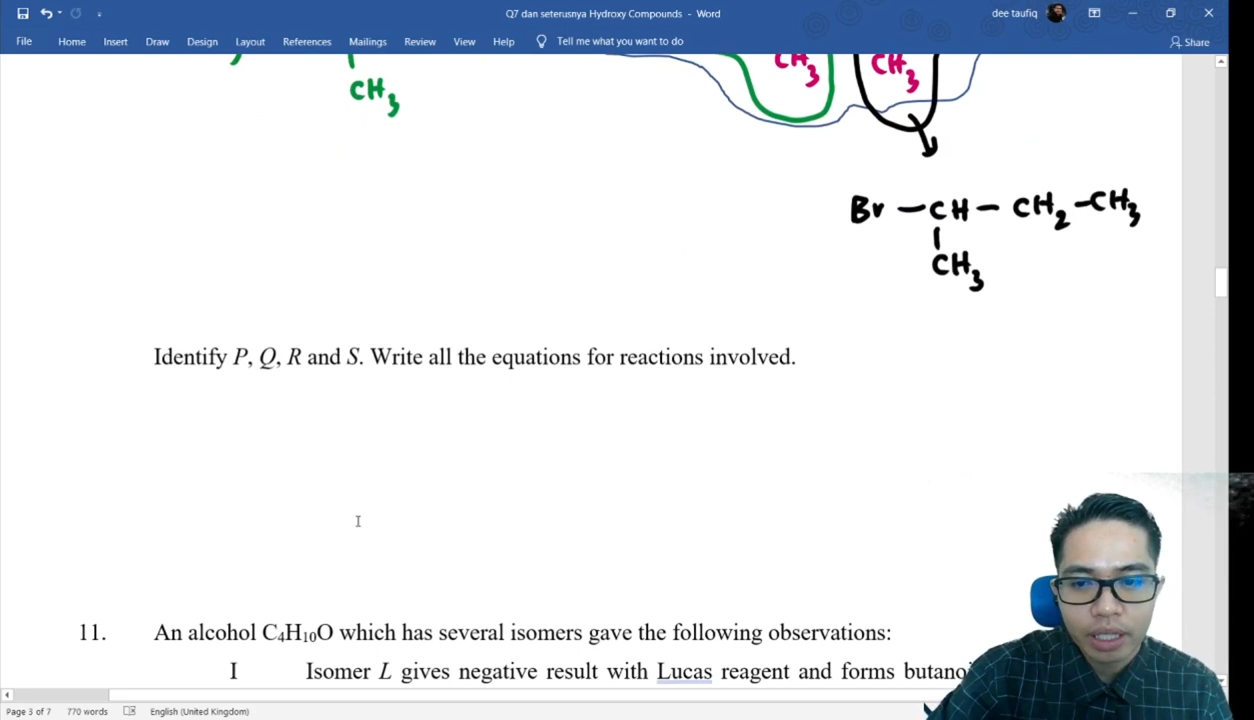 Q7 dan seterusnya Hydroxy Compounds - Word
dee taufiq
File Home Insert Draw Design Layout References Mailings Review View Help Tell me what you want to do Share
CH3 CH3
CH3
Br — CH — CH2 — CH3
CH3
Identify P, Q, R and S. Write all the equations for reactions involved.
11. An alcohol C4H10O which has several isomers gave the following observations:
I Isomer L gives negative result with Lucas reagent and forms butanoi
Page 3 of 7 770 words English (United Kingdom)